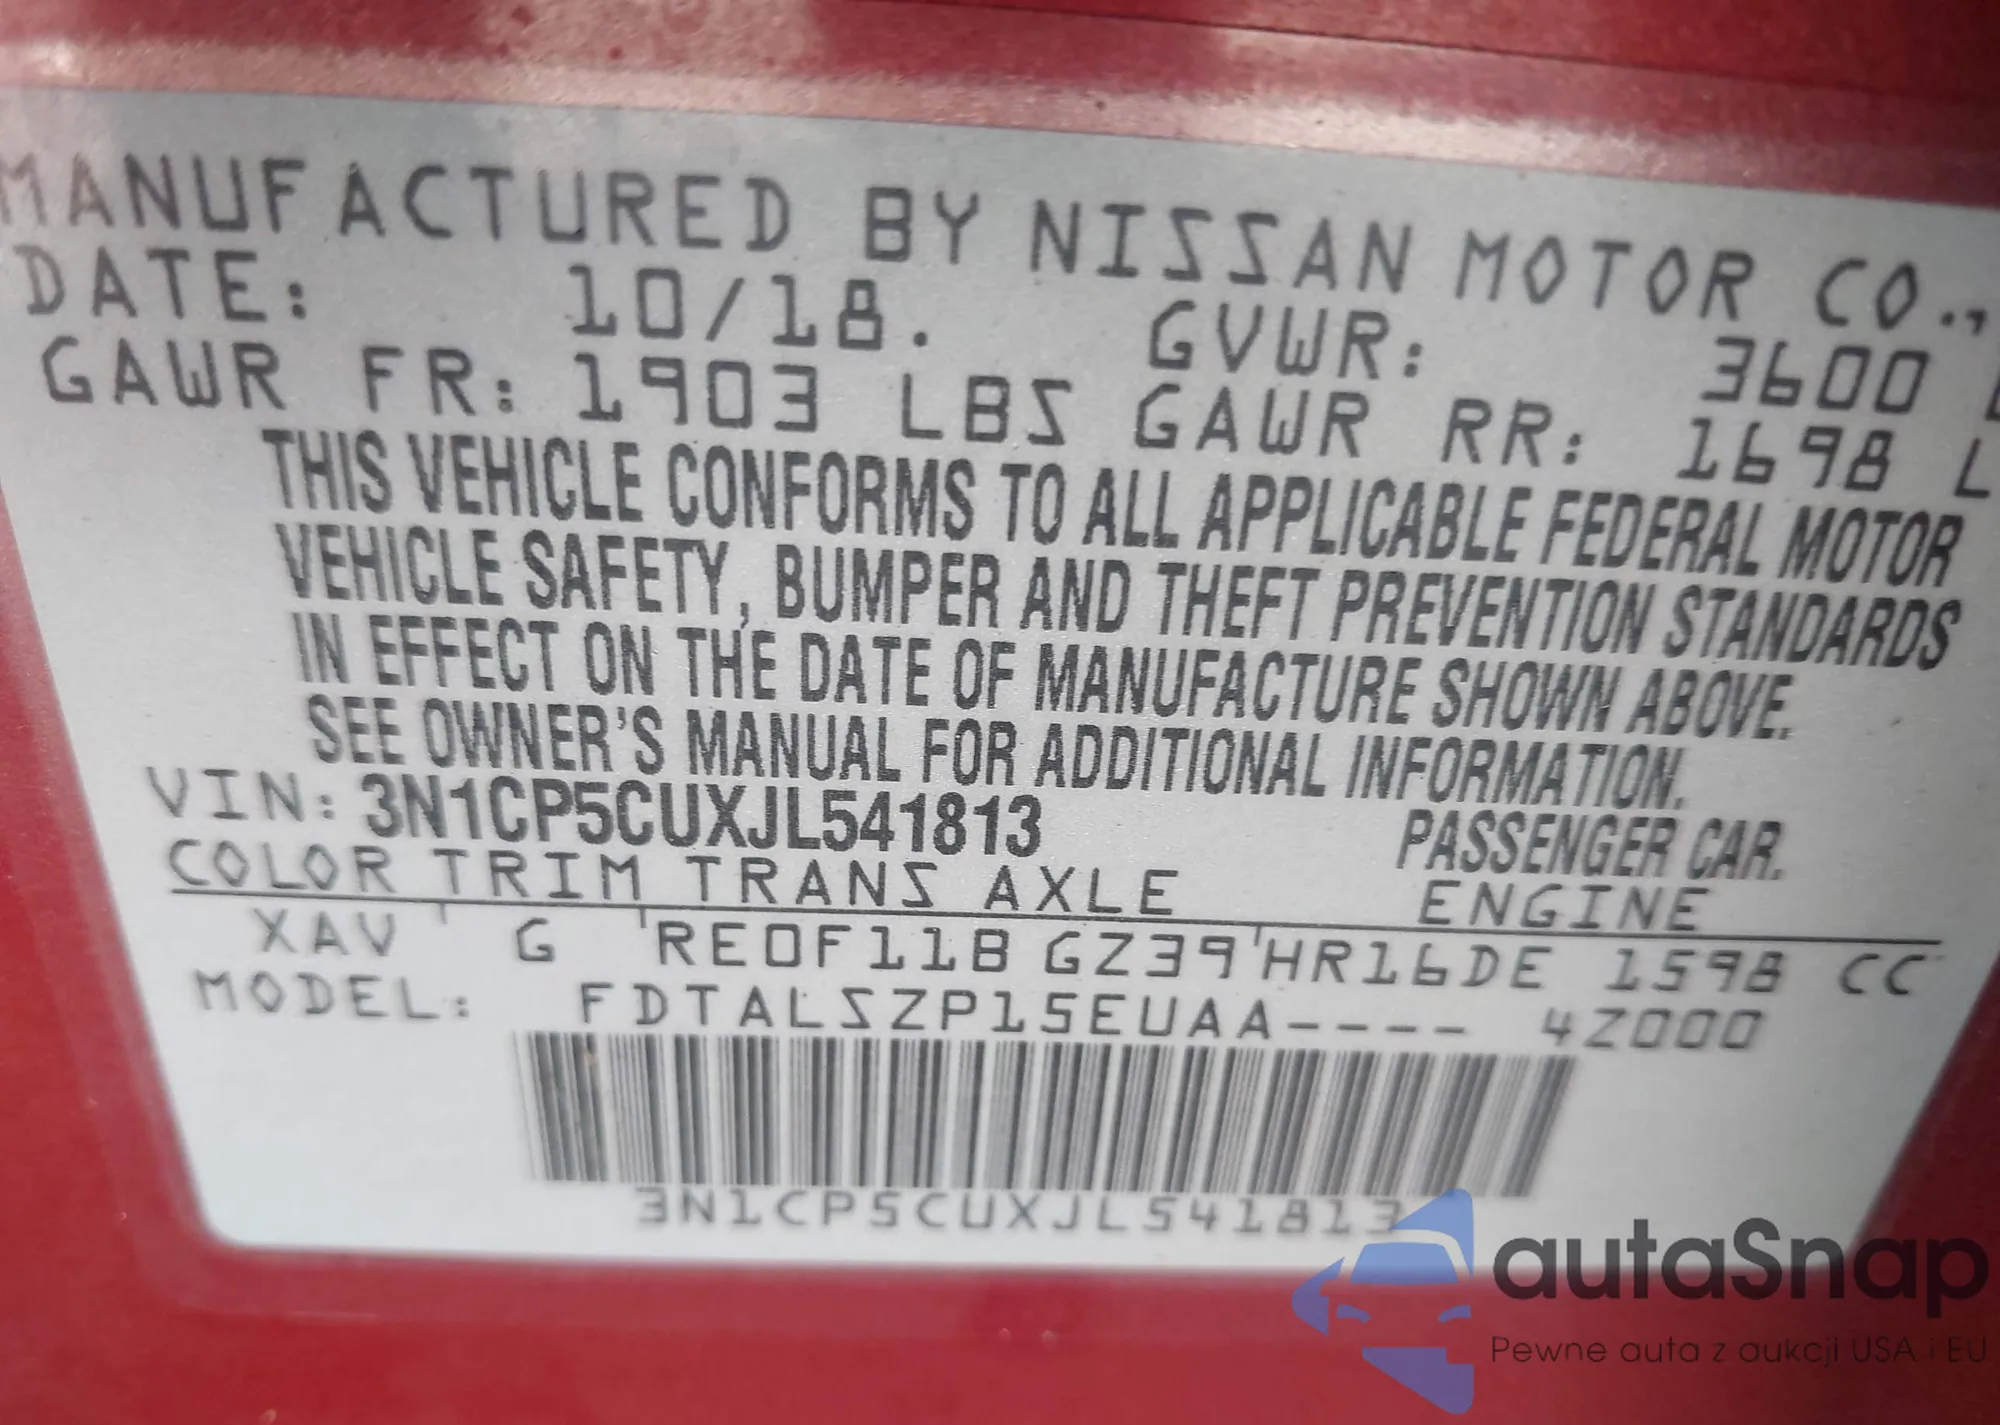 MANUFACTURED BY NISSAN MOTOR CO.,
DATE: 10/18. GVWR: 3600
GAWR FR: 1903 LBS GAWR RR: 1698 L
THIS VEHICLE CONFORMS TO ALL APPLICABLE FEDERAL MOTOR
VEHICLE SAFETY, BUMPER AND THEFT PREVENTION STANDARDS
IN EFFECT ON THE DATE OF MANUFACTURE SHOWN ABOVE.
SEE OWNER'S MANUAL FOR ADDITIONAL INFORMATION.
VIN: 3N1CP5CUXJL541813 PASSENGER CAR.
COLOR TRIM TRANS AXLE ENGINE
XAV G RE0F11B GZ39 HR16DE 1598 CC
MODEL: FDTALSZP15EUAA---- 4Z000
3N1CP5CUXJL541813
autaSnap
Pewne auta z aukcji USA i EU